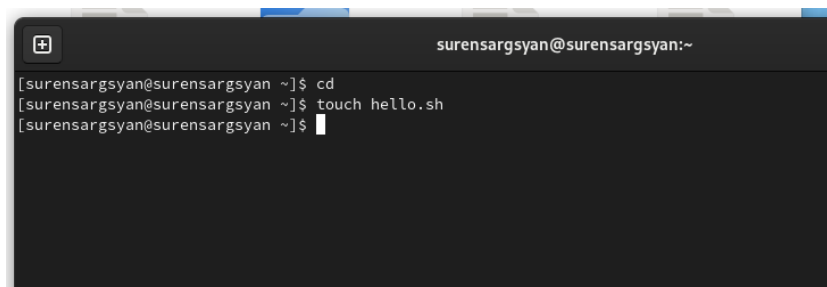 surensargsyan@surensargsyan:~
[surensargsyan@surensargsyan ~]$ cd
[surensargsyan@surensargsyan ~]$ touch hello.sh
[surensargsyan@surensargsyan ~]$